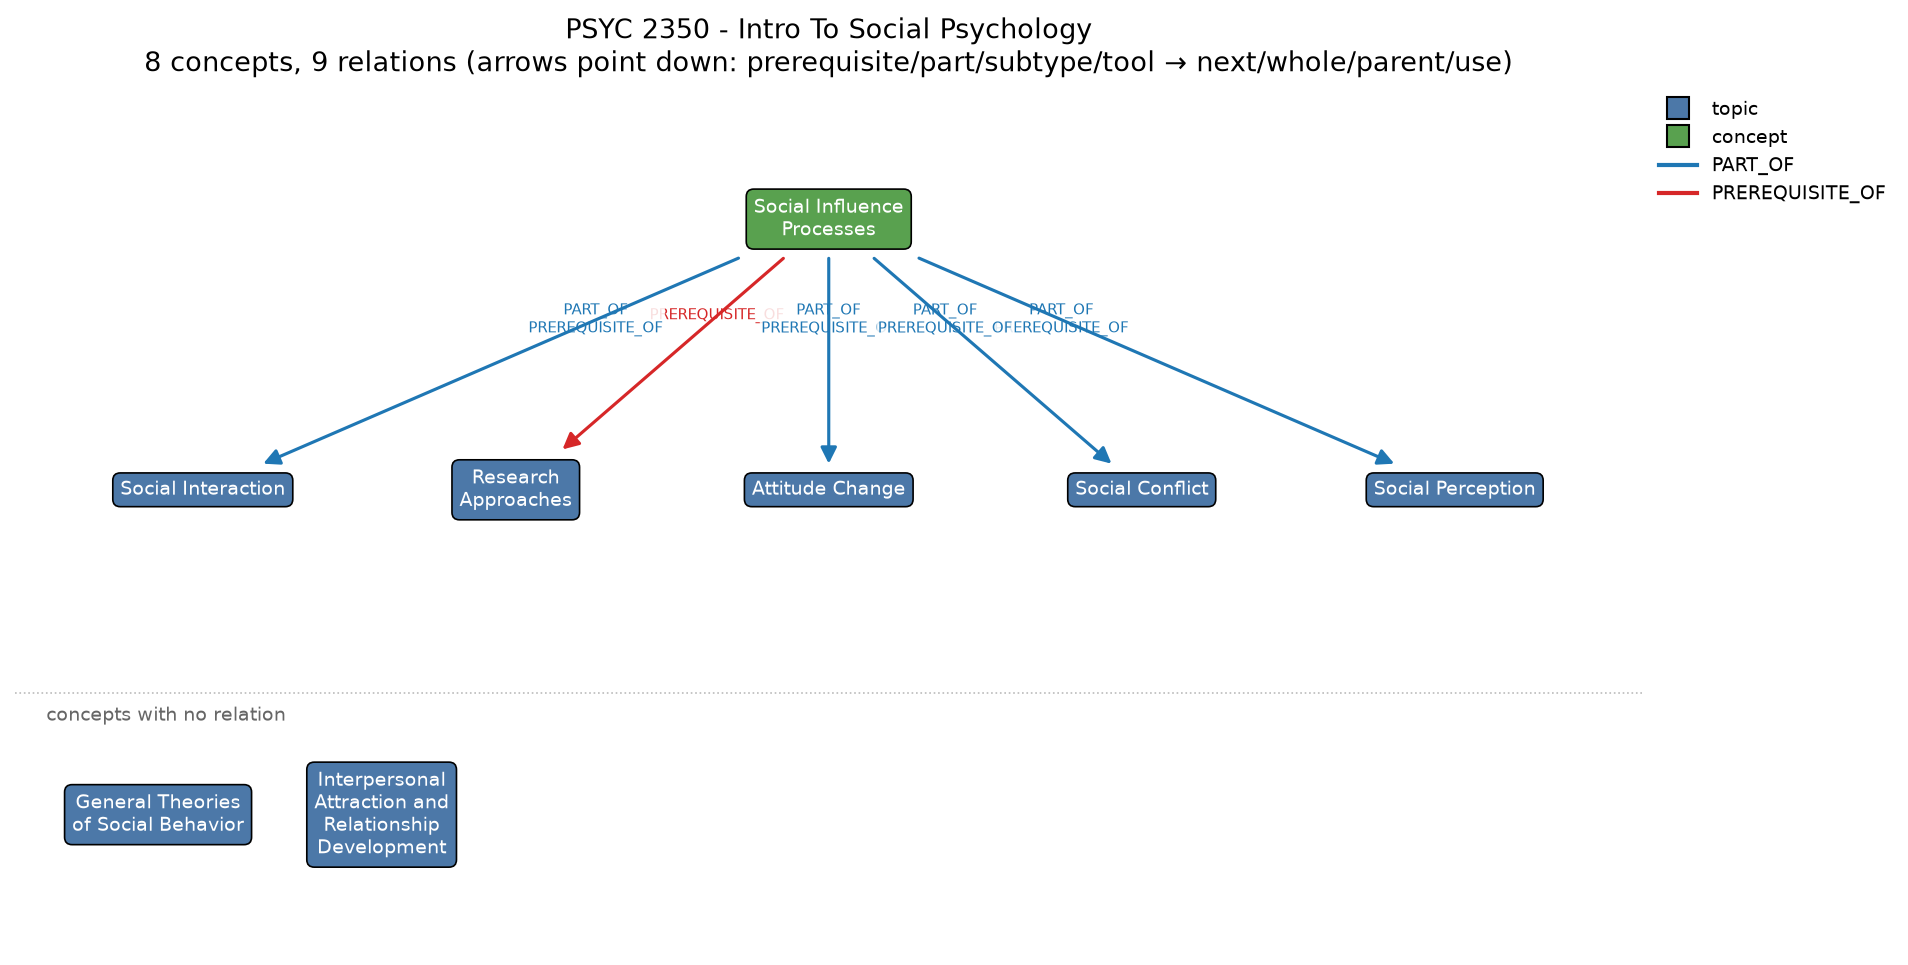 PSYC 2350 - Intro To Social Psychology
8 concepts, 9 relations (arrows point down: prerequisite/part/subtype/tool → next/whole/parent/use)
topic
concept
PART_OF
PREREQUISITE_OF
Social Influence
Processes
PART_OF
PREREQUISITE_OF
PREREQUISITE_OF
PART_OF
PREREQUISITE_
PART_OF
PREREQUISITE_OF
PART_OF
EREQUISITE_OF
Social Interaction
Research
Approaches
Attitude Change
Social Conflict
Social Perception
concepts with no relation
General Theories
of Social Behavior
Interpersonal
Attraction and
Relationship
Development